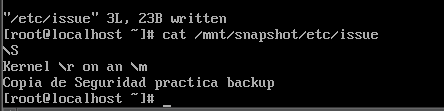 "/etc/issue" 3L, 23B written
[root@localhost ~]# cat /mnt/snapshot/etc/issue
\S
Kernel \r on an \m
Copia de Seguridad practica backup
[root@localhost ~]# _